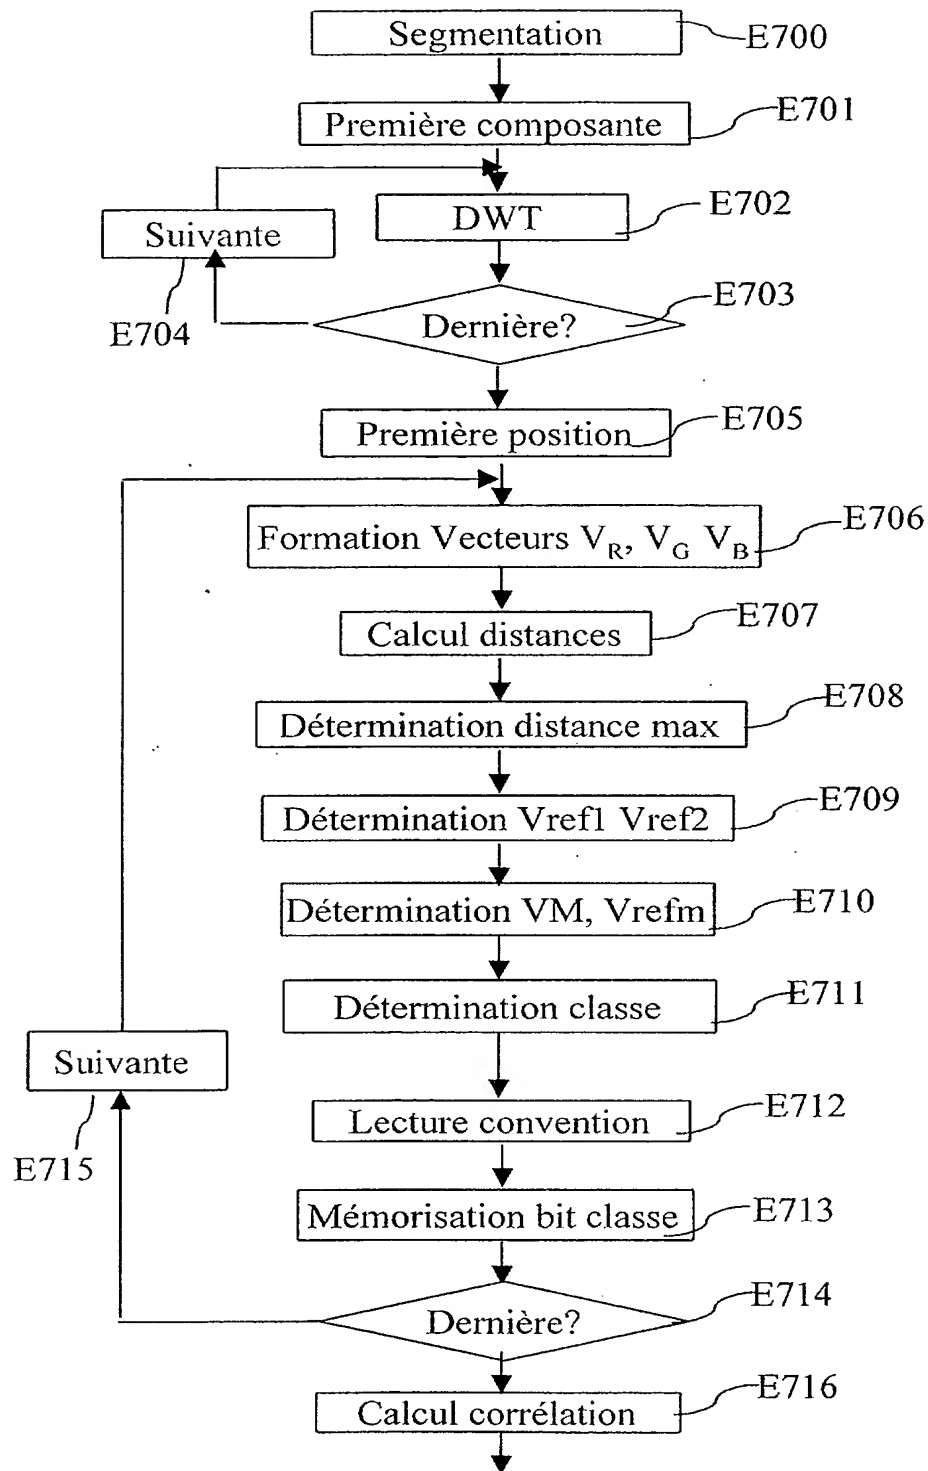 Segmentation
E700
Première composante
E701
DWT
E702
Suivante
E704
Dernière?
E703
Première position
E705
Formation Vecteurs V_R, V_G V_B
E706
Calcul distances
E707
Détermination distance max
E708
Détermination Vref1 Vref2
E709
Détermination VM, Vrefm
E710
Détermination classe
E711
Suivante
E715
Lecture convention
E712
Mémorisation bit classe
E713
Dernière?
E714
Calcul corrélation
E716